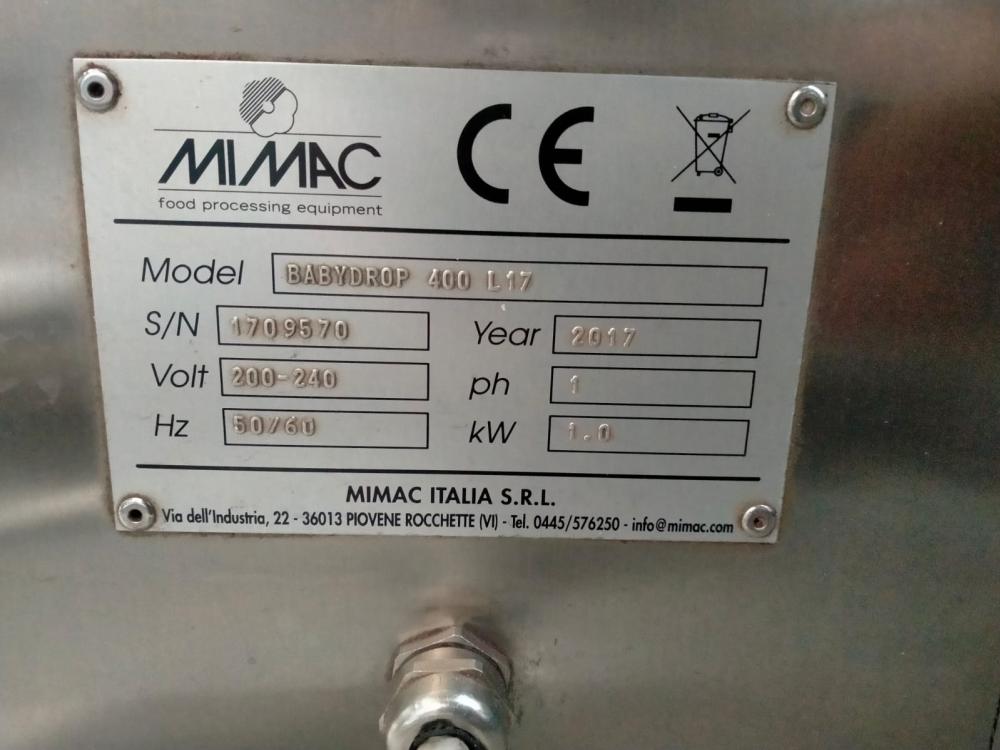 MIMAC
food processing equipment
CE
Model BABYDROP 400 L17
S/N 1709570 Year 2017
Volt 200-240 ph 1
Hz 50/60 kW 1.0
MIMAC ITALIA S.R.L.
Via dell'Industria, 22 - 36013 PIOVENE ROCCHETTE (VI) - Tel. 0445/576250 - info@mimac.com